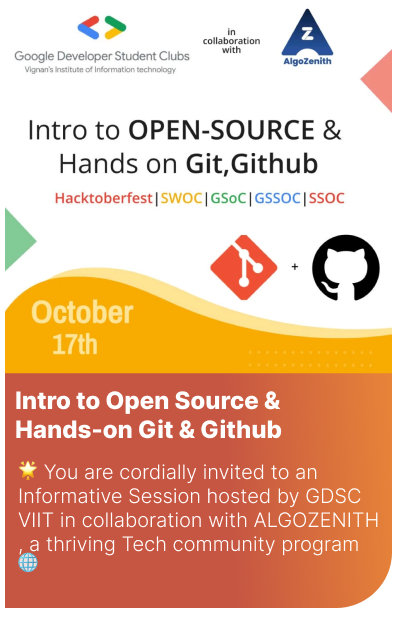 Google Developer Student Clubs
Vignan's Institute of Information technology
in
collaboration
with
Z
AlgoZenith
Intro to OPEN-SOURCE &
Hands on Git,Github
Hacktoberfest|SWOC|GSoC|GSSOC|SSOC
+
October
17th
Intro to Open Source &
Hands-on Git & Github
🌟 You are cordially invited to an
Informative Session hosted by GDSC
VIIT in collaboration with ALGOZENITH
, a thriving Tech community program
🌐